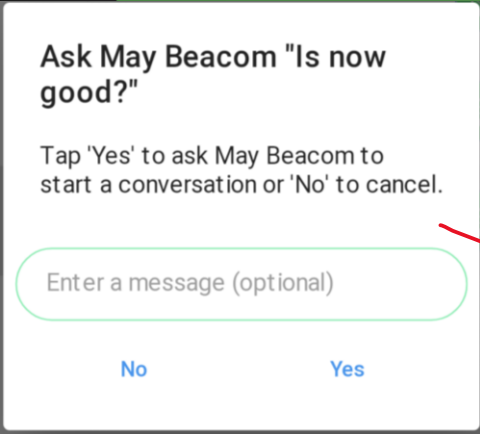 Ask May Beacom "Is now
good?"
Tap 'Yes' to ask May Beacom to
start a conversation or 'No' to cancel.
Enter a message (optional)
No Yes